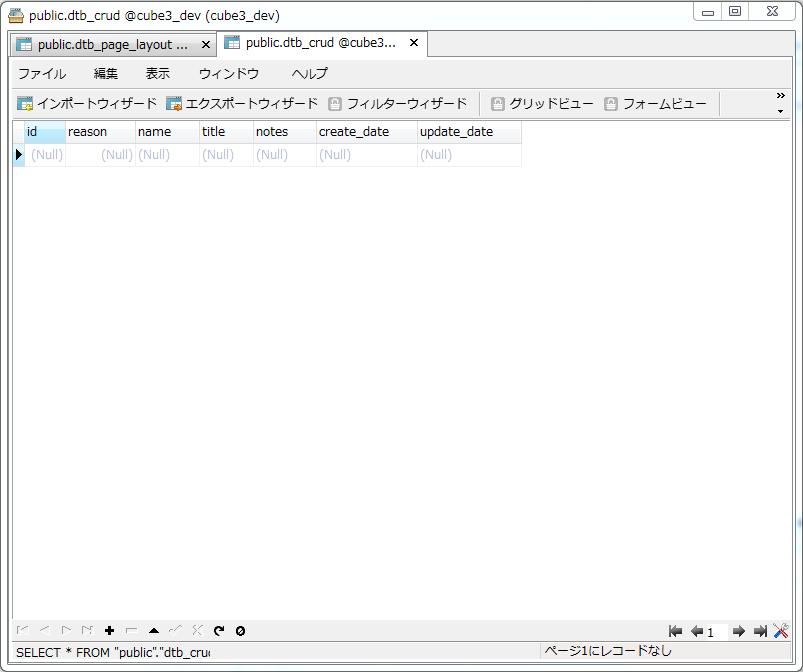 public.dtb_crud @cube3_dev (cube3_dev)
public.dtb_page_layout ... public.dtb_crud @cube3...
ファイル 編集 表示 ウィンドウ ヘルプ
インポートウィザード エクスポートウィザード フィルターウィザード グリッドビュー フォームビュー
id reason name title notes create_date update_date
(Null) (Null) (Null) (Null) (Null) (Null) (Null)
1
SELECT * FROM "public"."dtb_cruc ページ1にレコードなし